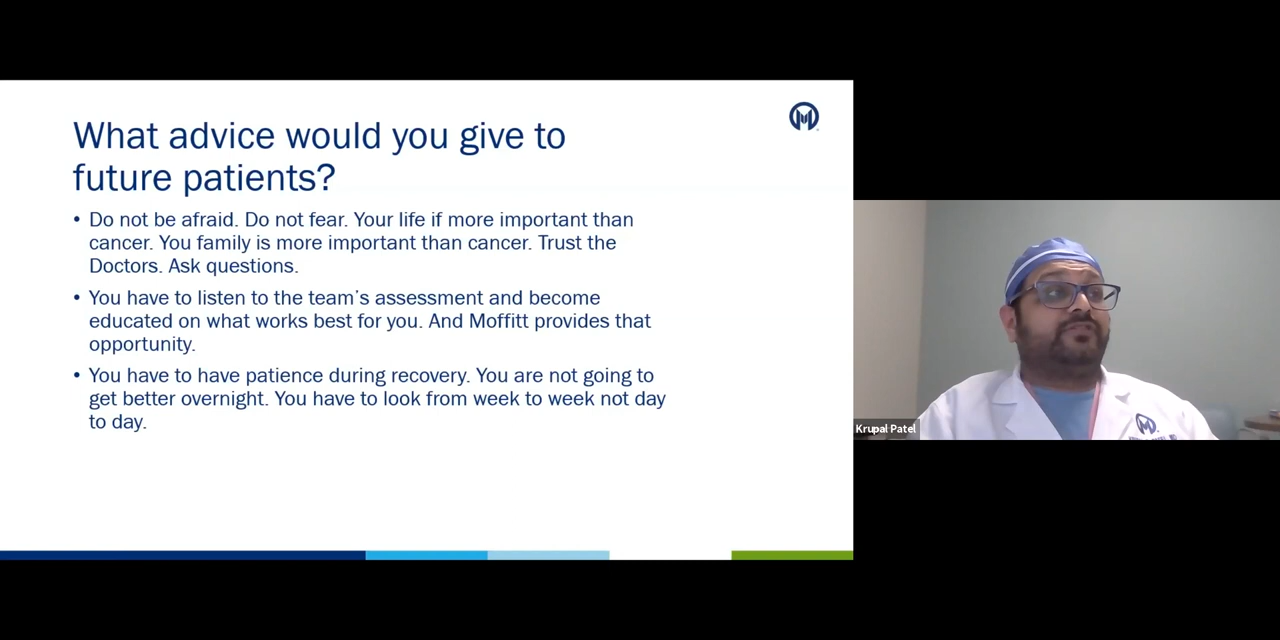 What advice would you give to
future patients?
• Do not be afraid. Do not fear. Your life if more important than
cancer. You family is more important than cancer. Trust the
Doctors. Ask questions.
• You have to listen to the team's assessment and become
educated on what works best for you. And Moffitt provides that
opportunity.
• You have to have patience during recovery. You are not going to
get better overnight. You have to look from week to week not day
to day.
Krupal Patel